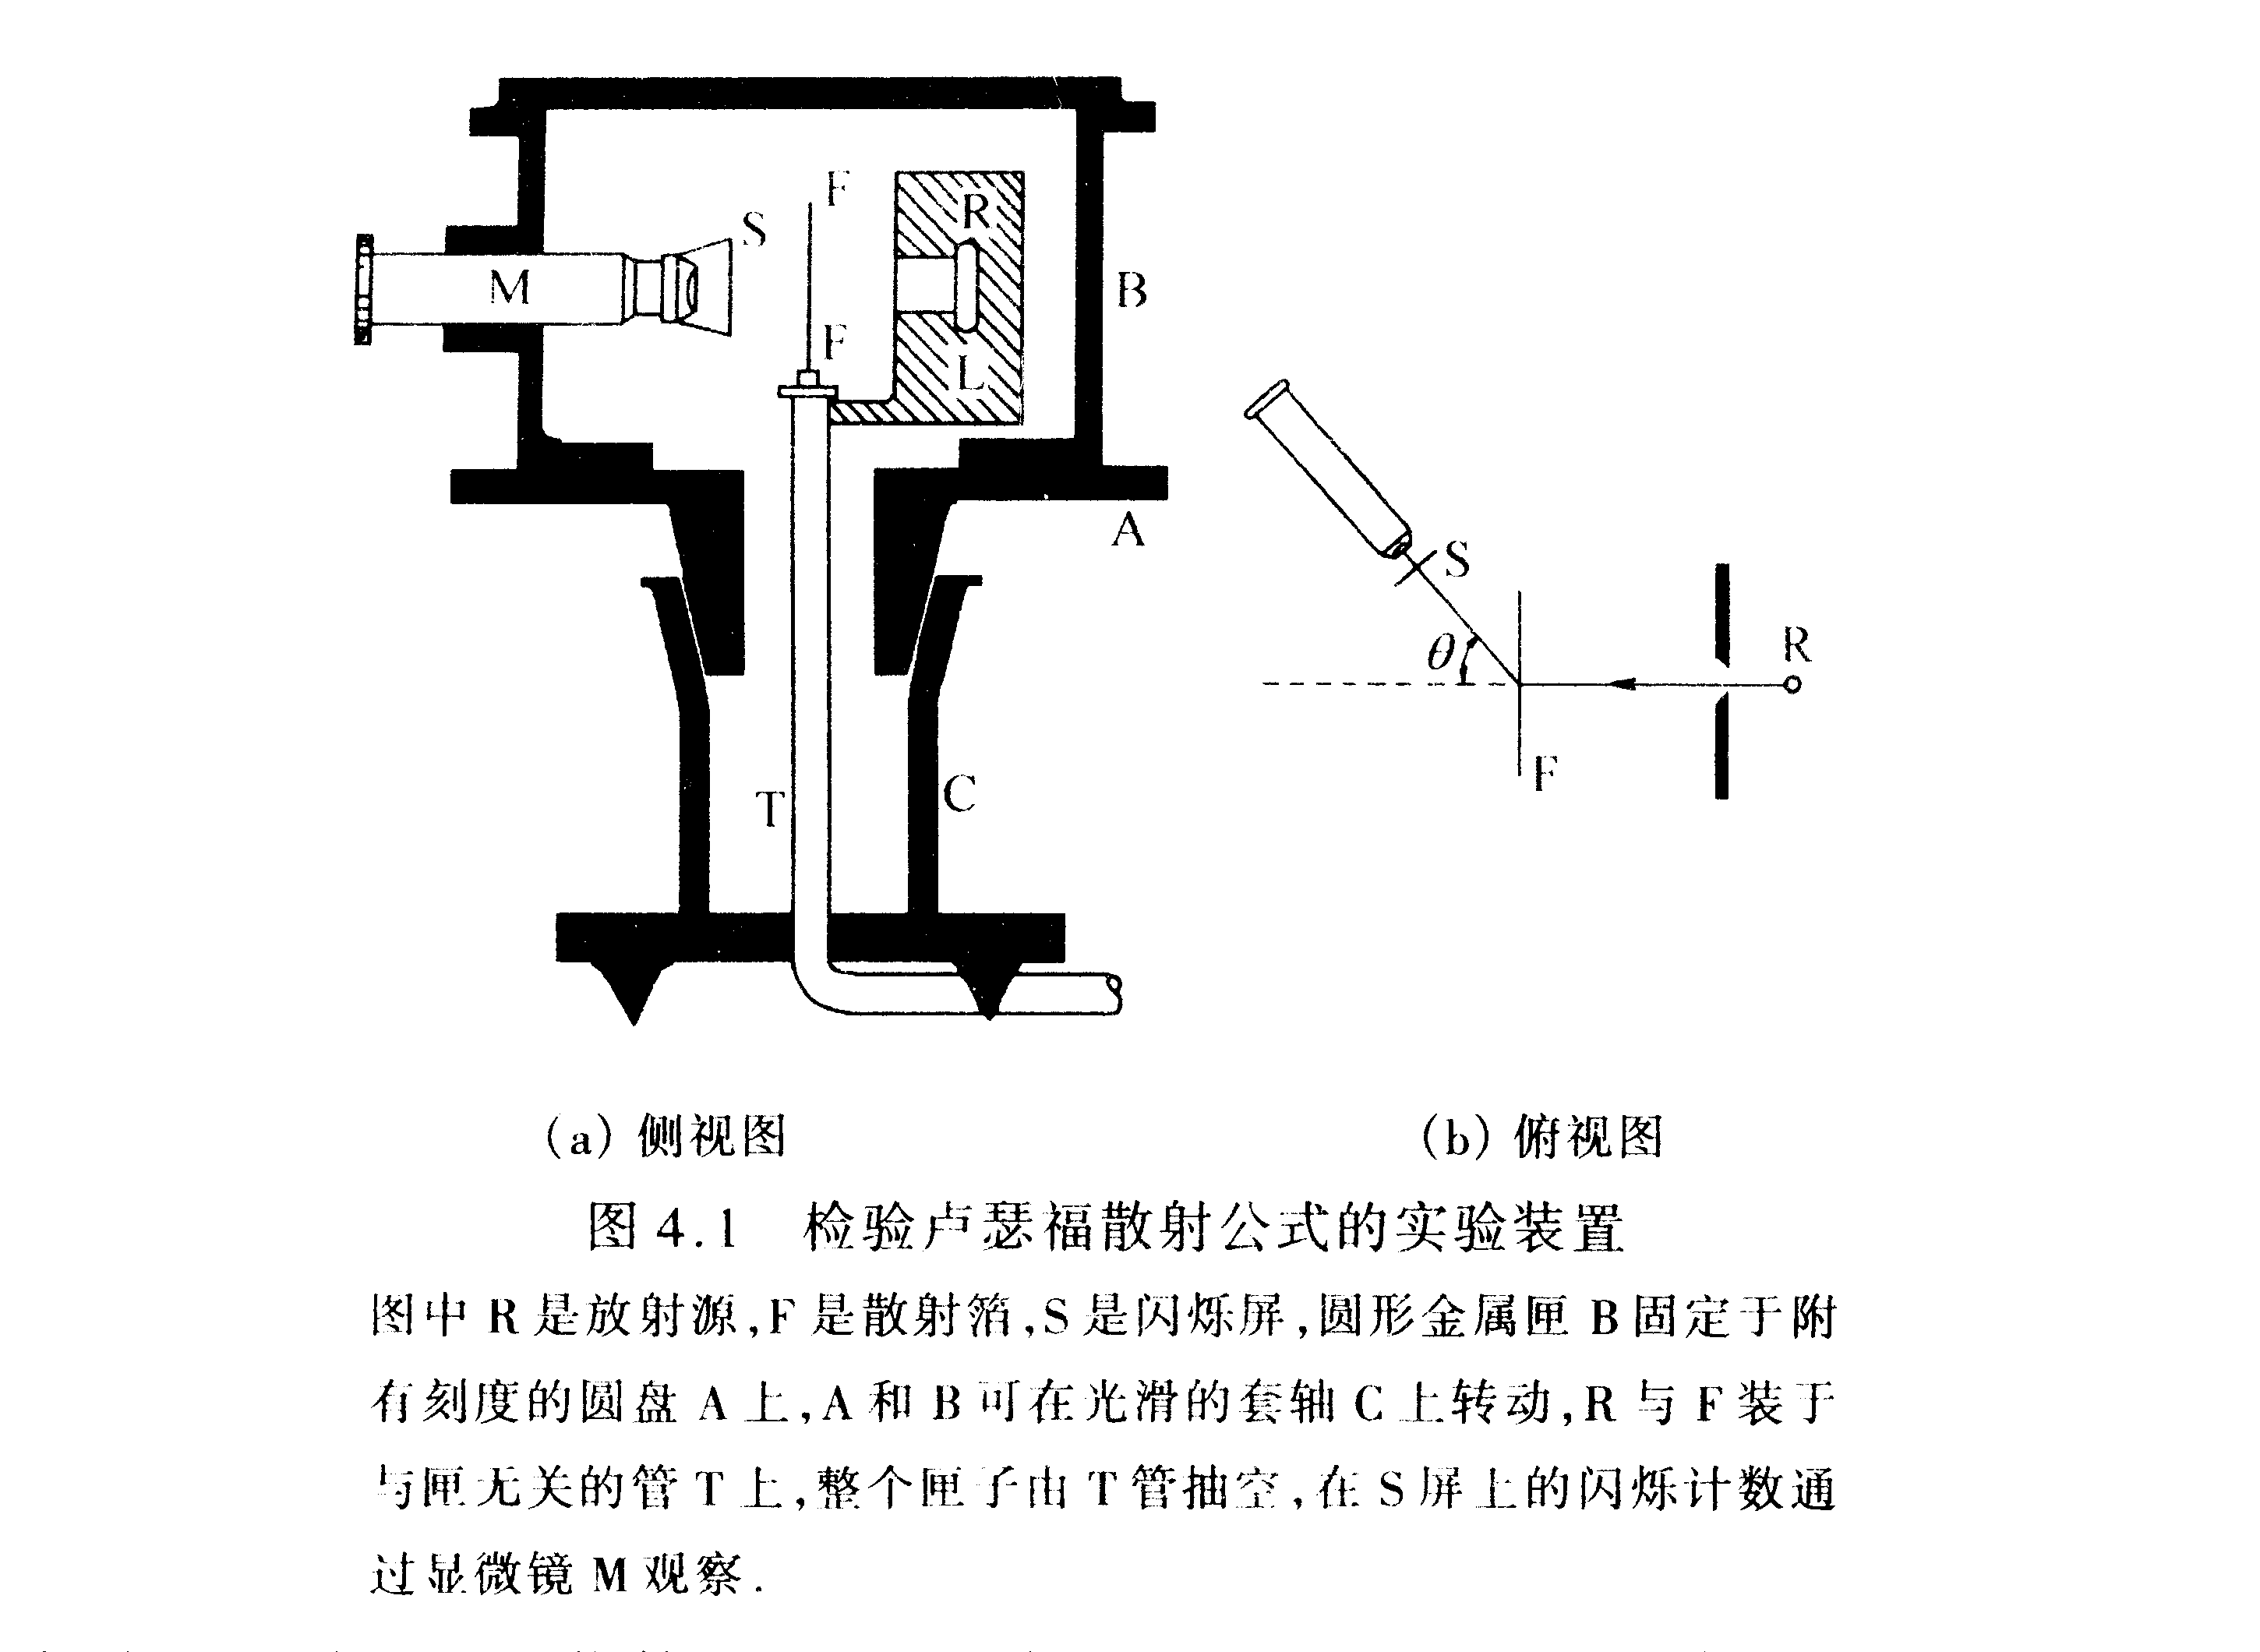 F
S
R
M
B
F
L
A
S
θ
R
F
T
C
(a) 侧视图
(b) 俯视图
图 4.1 检验卢瑟福散射公式的实验装置
图中 R 是放射源,F 是散射箔,S 是闪烁屏,圆形金属匣 B 固定于附
有刻度的圆盘 A 上,A 和 B 可在光滑的套轴 C 上转动,R 与 F 装于
与匣无关的管 T 上,整个匣子由 T 管抽空,在 S 屏上的闪烁计数通
过显微镜 M 观察.